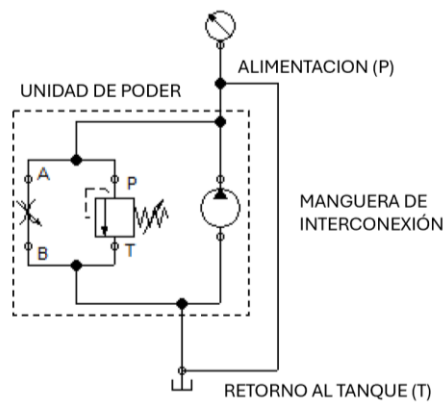 ALIMENTACION (P)
UNIDAD DE PODER
A
P
MANGUERA DE
INTERCONEXIÓN
B
T
RETORNO AL TANQUE (T)